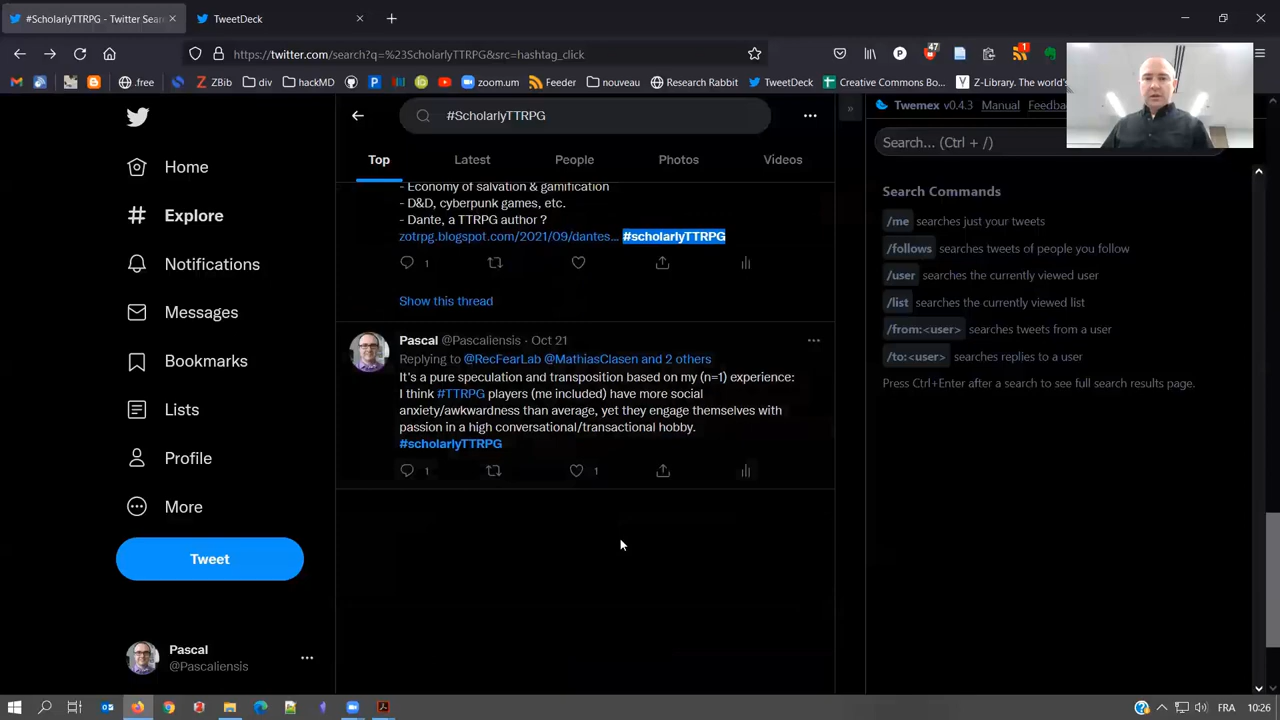 #ScholarlyTTRPG - Twitter Sear
TweetDeck
https://twitter.com/search?q=%23ScholarlyTTRPG&src=hashtag_click
47
1
.free
ZBib
div
hackMD
zoom.um
Feeder
nouveau
Research Rabbit
TweetDeck
Creative Commons Bo...
Z-Library. The world's
#ScholarlyTTRPG
Top
Latest
People
Photos
Videos
Home
Explore
Notifications
Messages
Bookmarks
Lists
Profile
More
Tweet
Pascal
@Pascaliensis
- Economy of salvation & gamification
- D&D, cyberpunk games, etc.
- Dante, a TTRPG author ?
zotrpg.blogspot.com/2021/09/dantes... #scholarlyTTRPG
1
Show this thread
Pascal @Pascaliensis · Oct 21
Replying to @RecFearLab @MathiasClasen and 2 others
It's a pure speculation and transposition based on my (n=1) experience:
I think #TTRPG players (me included) have more social
anxiety/awkwardness than average, yet they engage themselves with
passion in a high conversational/transactional hobby.
#scholarlyTTRPG
1 1
Twemex v0.4.3 Manual Feedba
Search... (Ctrl + /)
Search Commands
/me searches just your tweets
/follows searches tweets of people you follow
/user searches the currently viewed user
/list searches the currently viewed list
/from:<user> searches tweets from a user
/to:<user> searches replies to a user
Press Ctrl+Enter after a search to see full search results page.
FRA
10:26